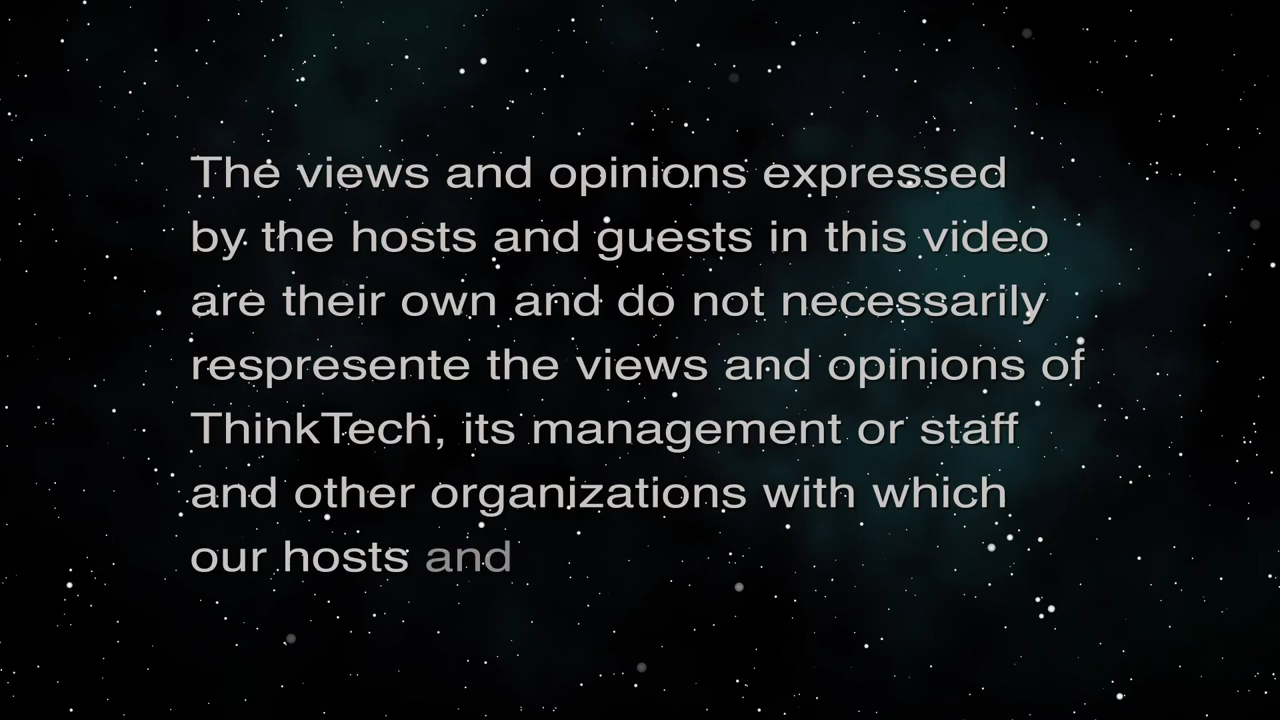 The views and opinions expressed
by the hosts and guests in this video
are their own and do not necessarily
respresente the views and opinions of
ThinkTech, its management or staff
and other organizations with which
our hosts and